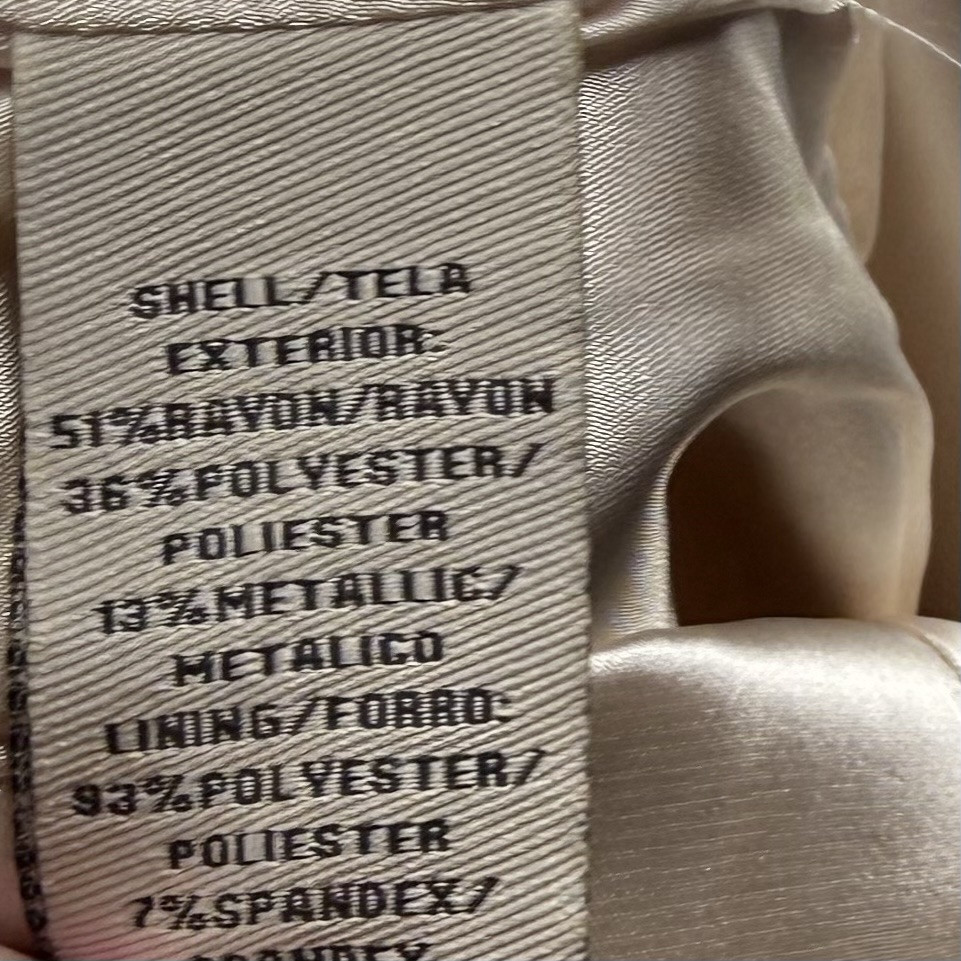 SHELL/TELA
EXTERIOR:
51%RAYON/RAYON
36%POLYESTER/
POLIESTER
13%METALLIC/
METALICO
LINING/FORRO:
93%POLYESTER/
POLIESTER
7%SPANDEX/
SPANDEX